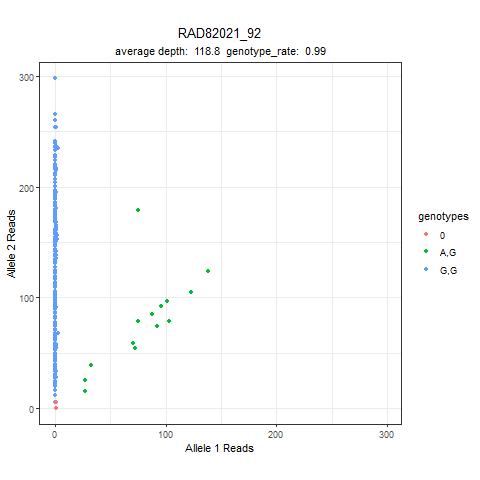 RAD82021_92
average depth: 118.8 genotype_rate: 0.99
300
200
100
0
Allele 2 Reads
0
100
200
300
Allele 1 Reads
genotypes
0
A,G
G,G